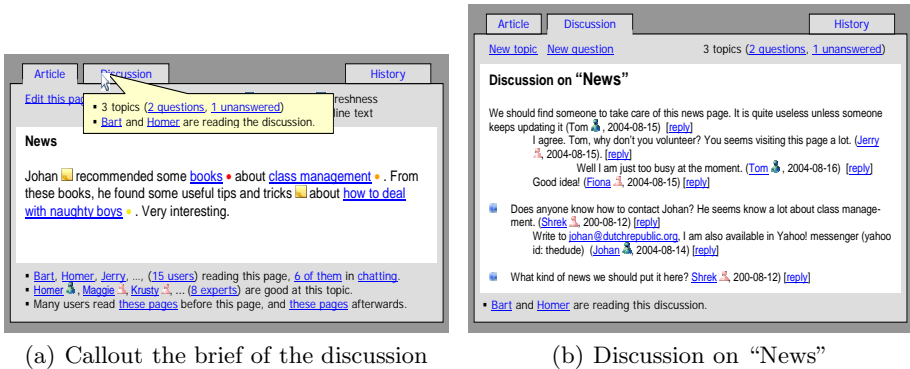 Article Discussion History
Edit this pag
reshness
line text
▪ 3 topics (2 questions, 1 unanswered)
▪ Bart and Homer are reading the discussion.
News
Johan recommended some books • about class management • . From
these books, he found some useful tips and tricks about how to deal
with naughty boys • . Very interesting.
▪ Bart, Homer, Jerry, ..., (15 users) reading this page, 6 of them in chatting.
▪ Homer , Maggie , Krusty , ... (8 experts) are good at this topic.
▪ Many users read these pages before this page, and these pages afterwards.
(a) Callout the brief of the discussion
Article Discussion History
New topic New question 3 topics (2 questions, 1 unanswered)
Discussion on “News”
We should find someone to take care of this news page. It is quite useless unless someone
keeps updating it (Tom , 2004-08-15) [reply]
I agree. Tom, why don’t you volunteer? You seems visiting this page a lot. (Jerry
, 2004-08-15). [reply]
Well I am just too busy at the moment. (Tom , 2004-08-16) [reply]
Good idea! (Fiona , 2004-08-15) [reply]
Does anyone know how to contact Johan? He seems know a lot about class manage-
ment. (Shrek , 200-08-12) [reply]
Write to johan@dutchrepublic.org, I am also available in Yahoo! messenger (yahoo
id: thedude) (Johan , 2004-08-14) [reply]
What kind of news we should put it here? Shrek , 200-08-12) [reply]
▪ Bart and Homer are reading this discussion.
(b) Discussion on “News”